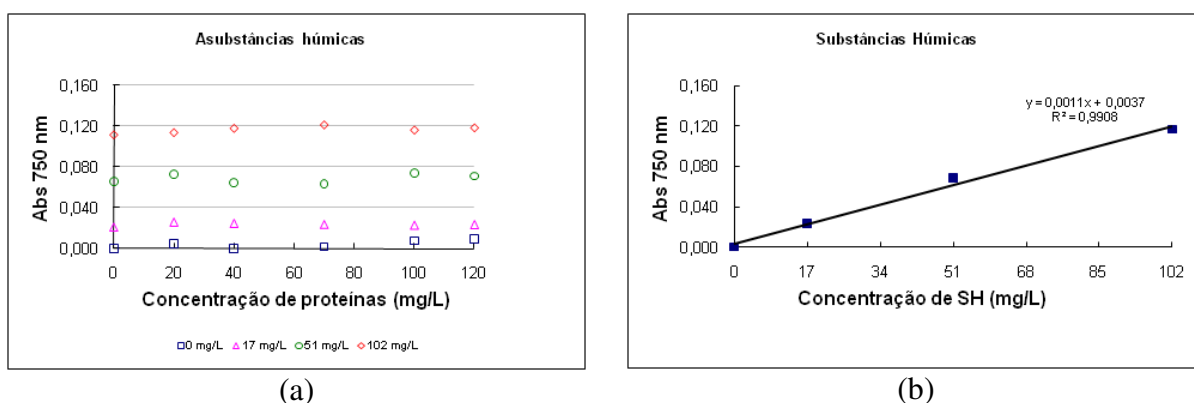 Asubstâncias húmicas
0,160
0,120
0,080
0,040
0,000
Abs 750 nm
0 20 40 60 80 100 120
Concentração de proteínas (mg/L)
0 mg/L 17 mg/L 51 mg/L 102 mg/L
(a)
Substâncias Húmicas
0,160
0,120
0,080
0,040
0,000
Abs 750 nm
y = 0,0011x + 0,0037
R² = 0,9908
0 17 34 51 68 85 102
Concentração de SH (mg/L)
(b)